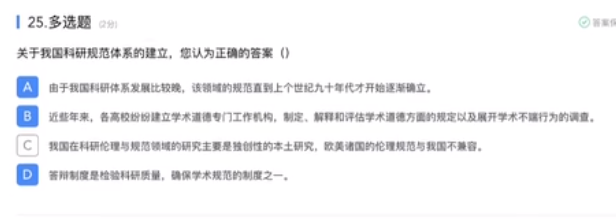 25.多选题 (2分)
答案保
关于我国科研规范体系的建立，您认为正确的答案（）
A 由于我国科研体系发展比较晚，该领域的规范直到上个世纪九十年代才开始逐渐确立。
B 近些年来，各高校纷纷建立学术道德专门工作机构，制定、解释和评估学术道德方面的规定以及展开学术不端行为的调查。
C 我国在科研伦理与规范领域的研究主要是独创性的本土研究，欧美诸国的伦理规范与我国不兼容。
D 答辩制度是检验科研质量，确保学术规范的制度之一。